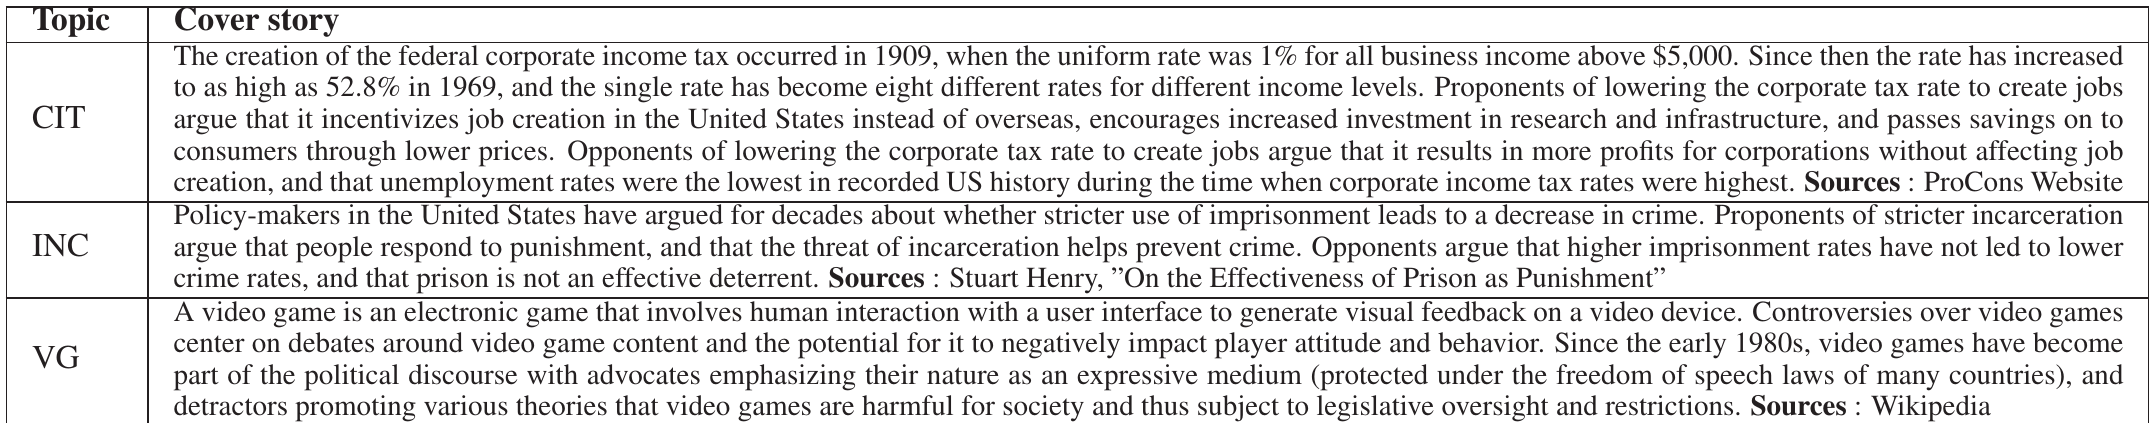 Topic Cover story
The creation of the federal corporate income tax occurred in 1909, when the uniform rate was 1% for all business income above $5,000. Since then the rate has increased
to as high as 52.8% in 1969, and the single rate has become eight different rates for different income levels. Proponents of lowering the corporate tax rate to create jobs
CIT argue that it incentivizes job creation in the United States instead of overseas, encourages increased investment in research and infrastructure, and passes savings on to
consumers through lower prices. Opponents of lowering the corporate tax rate to create jobs argue that it results in more profits for corporations without affecting job
creation, and that unemployment rates were the lowest in recorded US history during the time when corporate income tax rates were highest. Sources : ProCons Website
Policy-makers in the United States have argued for decades about whether stricter use of imprisonment leads to a decrease in crime. Proponents of stricter incarceration
INC argue that people respond to punishment, and that the threat of incarceration helps prevent crime. Opponents argue that higher imprisonment rates have not led to lower
crime rates, and that prison is not an effective deterrent. Sources : Stuart Henry, ”On the Effectiveness of Prison as Punishment”
A video game is an electronic game that involves human interaction with a user interface to generate visual feedback on a video device. Controversies over video games
center on debates around video game content and the potential for it to negatively impact player attitude and behavior. Since the early 1980s, video games have become
VG part of the political discourse with advocates emphasizing their nature as an expressive medium (protected under the freedom of speech laws of many countries), and
detractors promoting various theories that video games are harmful for society and thus subject to legislative oversight and restrictions. Sources : Wikipedia